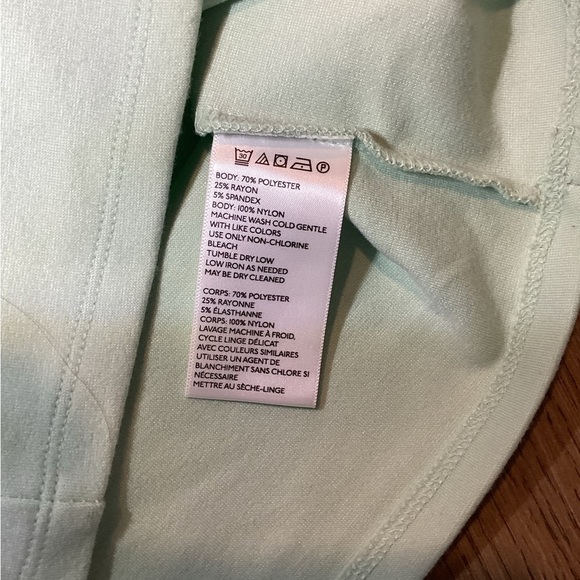 30 P
BODY: 70% POLYESTER
25% RAYON
5% SPANDEX
BODY: 100% NYLON
MACHINE WASH COLD GENTLE
WITH LIKE COLORS
USE ONLY NON-CHLORINE
BLEACH
TUMBLE DRY LOW
LOW IRON AS NEEDED
MAY BE DRY CLEANED
CORPS: 70% POLYESTER
25% RAYONNE
5% ÉLASTHANNE
CORPS: 100% NYLON
LAVAGE MACHINE À FROID,
CYCLE LINGE DÉLICAT
AVEC COULEURS SIMILAIRES
UTILISER UN AGENT DE
BLANCHIMENT SANS CHLORE SI
NÉCESSAIRE
METTRE AU SÈCHE-LINGE